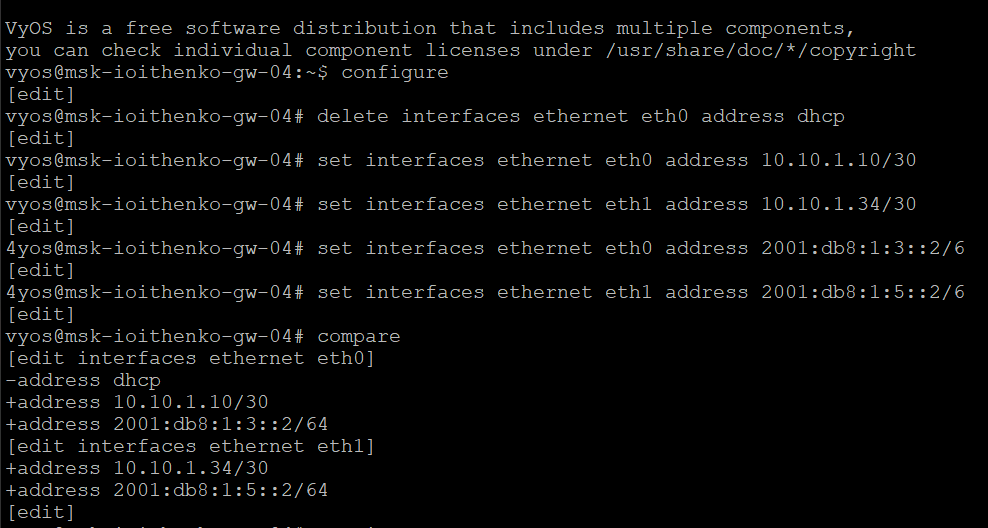 VyOS is a free software distribution that includes multiple components,
you can check individual component licenses under /usr/share/doc/*/copyright
vyos@msk-ioithenko-gw-04:~$ configure
[edit]
vyos@msk-ioithenko-gw-04# delete interfaces ethernet eth0 address dhcp
[edit]
vyos@msk-ioithenko-gw-04# set interfaces ethernet eth0 address 10.10.1.10/30
[edit]
vyos@msk-ioithenko-gw-04# set interfaces ethernet eth1 address 10.10.1.34/30
[edit]
4yos@msk-ioithenko-gw-04# set interfaces ethernet eth0 address 2001:db8:1:3::2/6
[edit]
4yos@msk-ioithenko-gw-04# set interfaces ethernet eth1 address 2001:db8:1:5::2/6
[edit]
vyos@msk-ioithenko-gw-04# compare
[edit interfaces ethernet eth0]
-address dhcp
+address 10.10.1.10/30
+address 2001:db8:1:3::2/64
[edit interfaces ethernet eth1]
+address 10.10.1.34/30
+address 2001:db8:1:5::2/64
[edit]